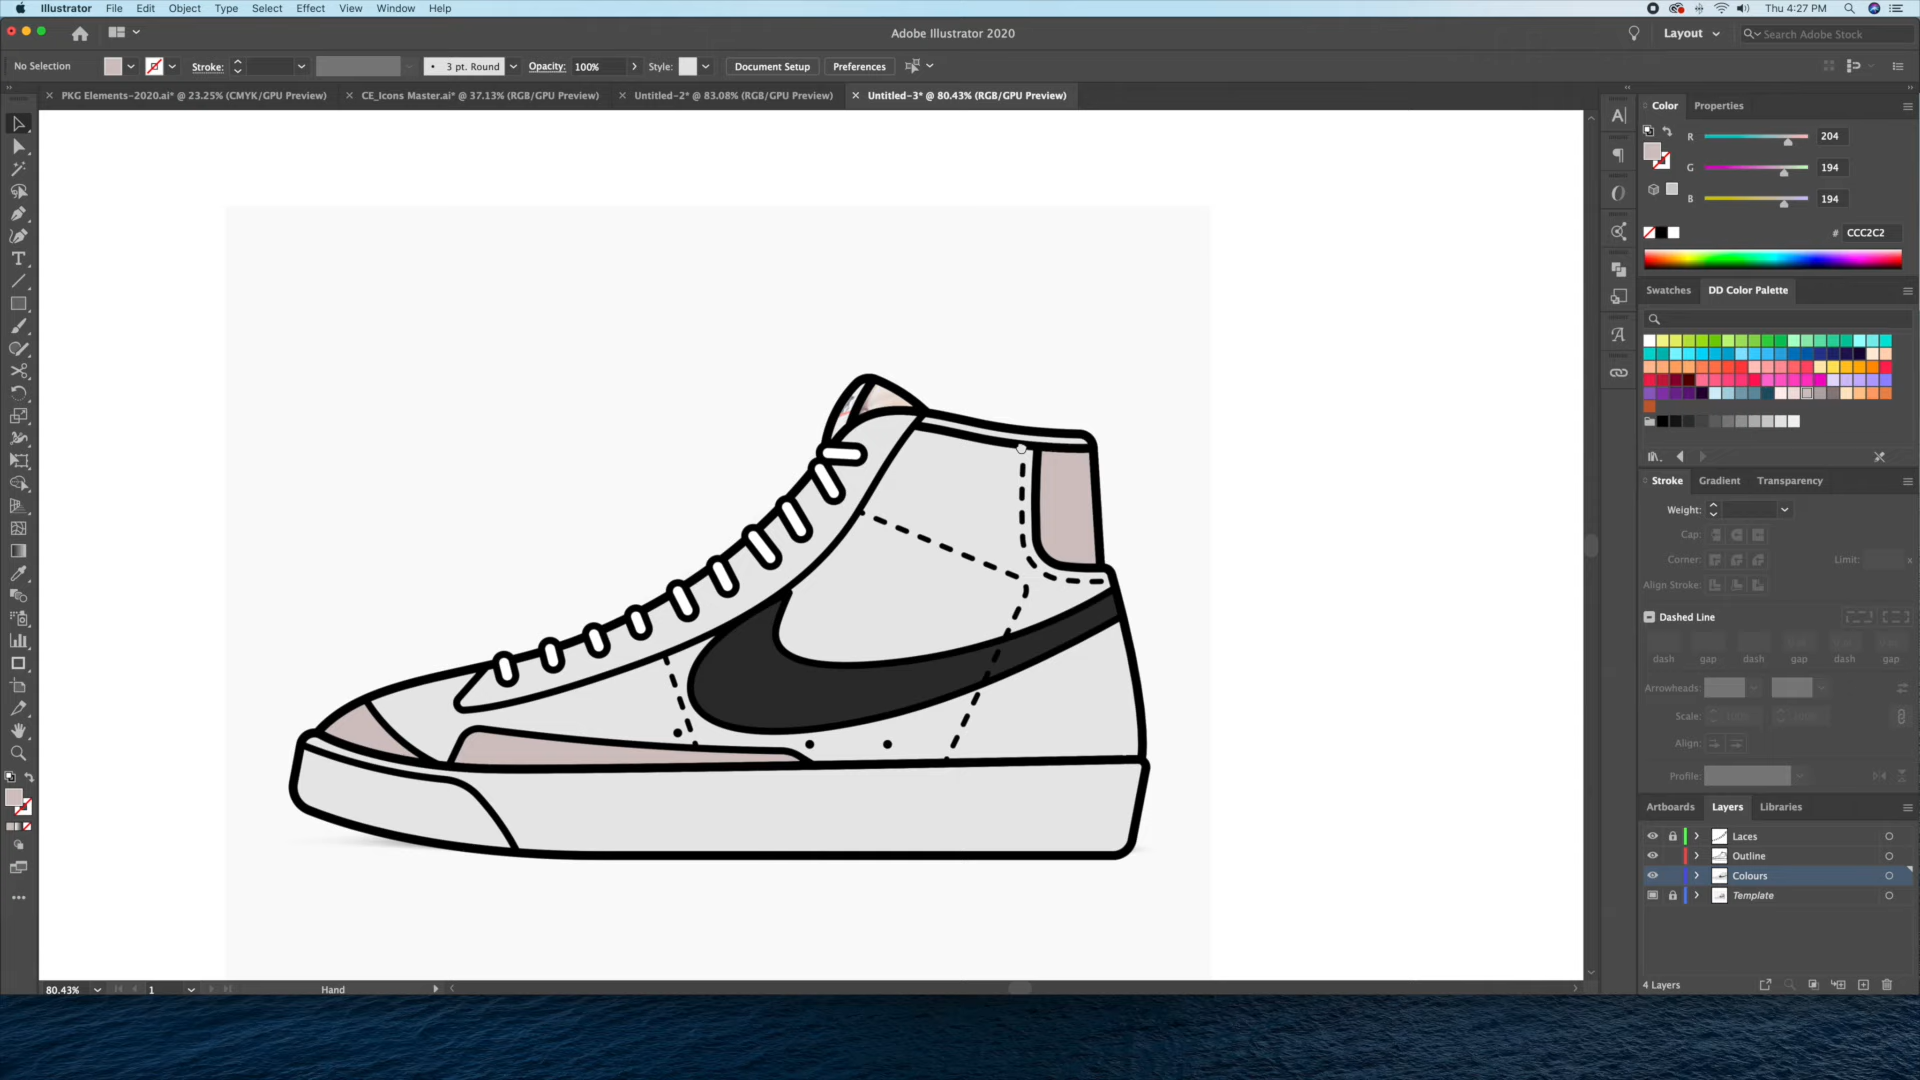 Illustrator File Edit Object Type Select Effect View Window Help Thu 4:27 PM
Adobe Illustrator 2020 Layout Search Adobe Stock
No Selection Stroke: 3 pt. Round Opacity: 100% Style: Document Setup Preferences
PKG Elements-2020.ai* @ 23.25% (CMYK/GPU Preview) CE_Icons Master.ai* @ 37.13% (RGB/GPU Preview) Untitled-2* @ 83.08% (RGB/GPU Preview) Untitled-3* @ 80.43% (RGB/GPU Preview)
Color Properties
R 204
G 194
B 194
# CCC2C2
Swatches DD Color Palette
Stroke Gradient Transparency
Weight:
Cap:
Corner: Limit: x
Align Stroke:
Dashed Line
dash gap dash gap dash gap
Arrowheads:
Scale: 100% 100%
Align:
Profile:
Artboards Layers Libraries
Laces
Outline
Colours
Template
4 Layers
80.43% 1 Hand